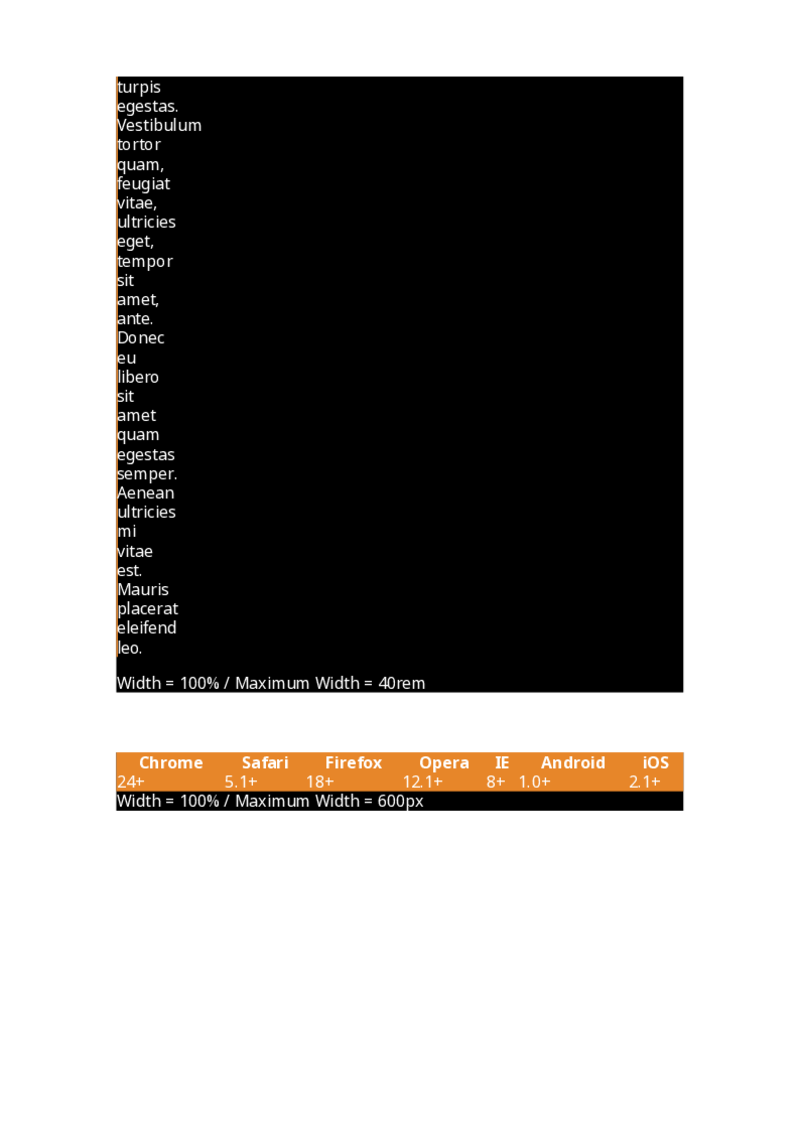 turpis
egestas.
Vestibulum
tortor
quam,
feugiat
vitae,
ultricies
eget,
tempor
sit
amet,
ante.
Donec
eu
libero
sit
amet
quam
egestas
semper.
Aenean
ultricies
mi
vitae
est.
Mauris
placerat
eleifend
leo.
Width = 100% / Maximum Width = 40rem
Chrome Safari Firefox Opera IE Android iOS
24+ 5.1+ 18+ 12.1+ 8+ 1.0+ 2.1+
Width = 100% / Maximum Width = 600px